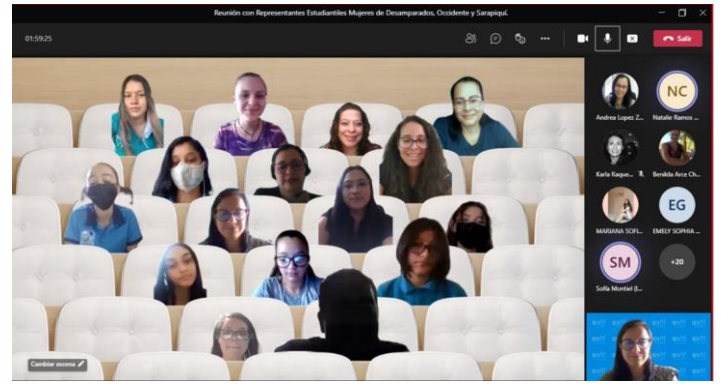 Reunión con Representantes Estudiantiles Mujeres de Desamparados, Occidente y Sarapiquí.
01:59:25
Salir
NC
Andrea Lopez Z...
Natalie Ramos ...
Karla Raque...
Benilda Arce Ch...
EG
MARIANA SOFI...
EMELY SOPHIA ...
SM
+20
Sofía Montiel (I...
Cambiar escena